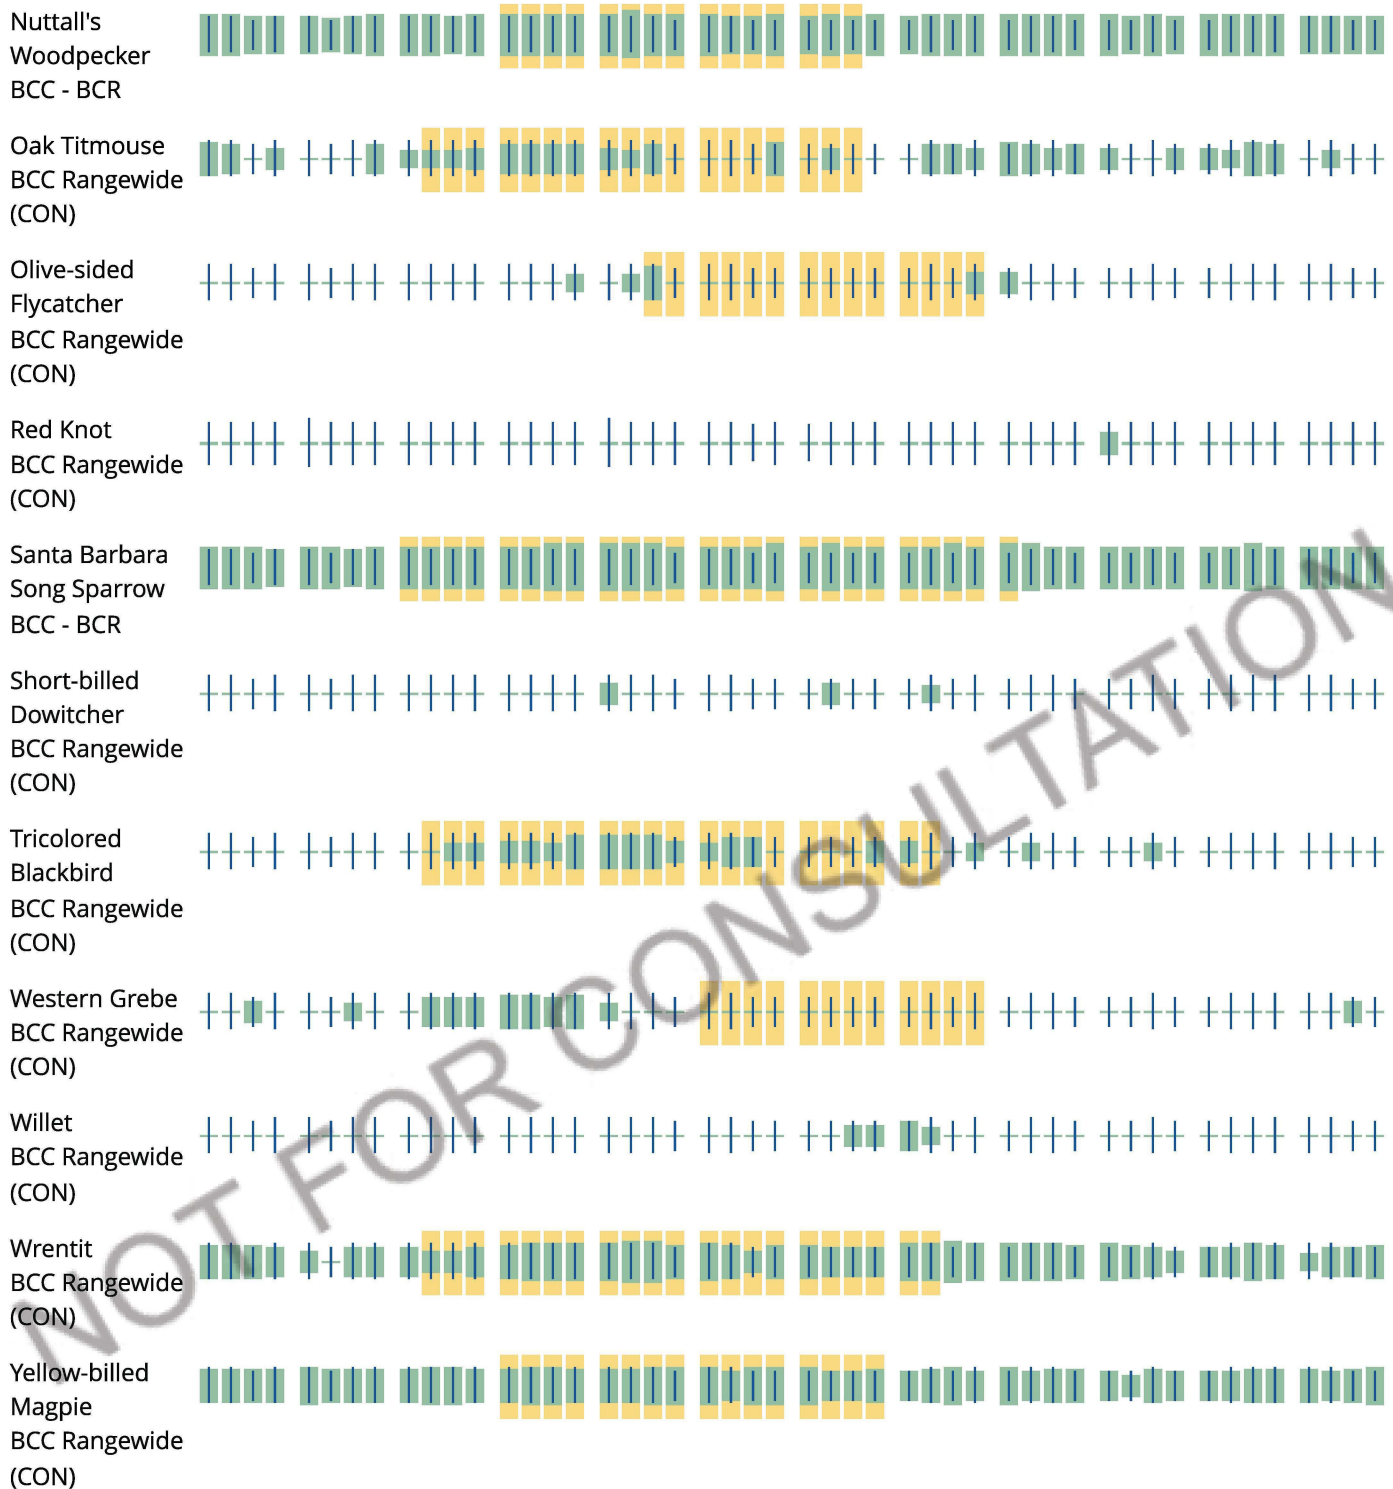 Nuttall's
Woodpecker
BCC - BCR
Oak Titmouse
BCC Rangewide
(CON)
Olive-sided
Flycatcher
BCC Rangewide
(CON)
Red Knot
BCC Rangewide
(CON)
Santa Barbara
Song Sparrow
BCC - BCR
Short-billed
Dowitcher
BCC Rangewide
(CON)
Tricolored
Blackbird
BCC Rangewide
(CON)
Western Grebe
BCC Rangewide
(CON)
Willet
BCC Rangewide
(CON)
Wrentit
BCC Rangewide
(CON)
Yellow-billed
Magpie
BCC Rangewide
(CON)
NOT FOR CONSULTATION